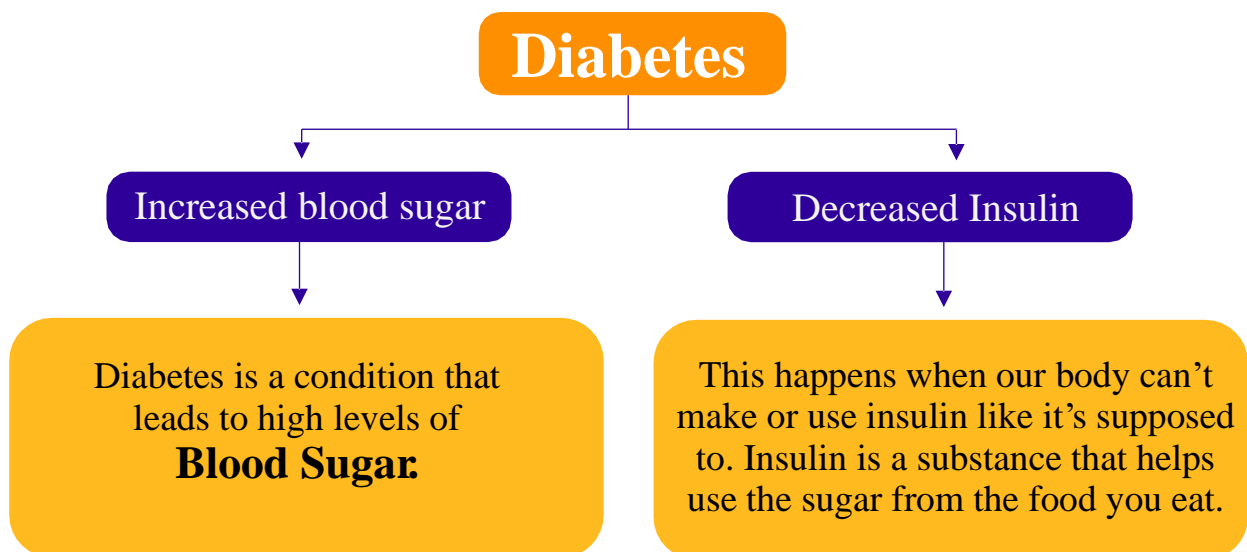 Diabetes
Increased blood sugar
Decreased Insulin
Diabetes is a condition that
leads to high levels of
Blood Sugar.
This happens when our body can’t
make or use insulin like it’s supposed
to. Insulin is a substance that helps
use the sugar from the food you eat.